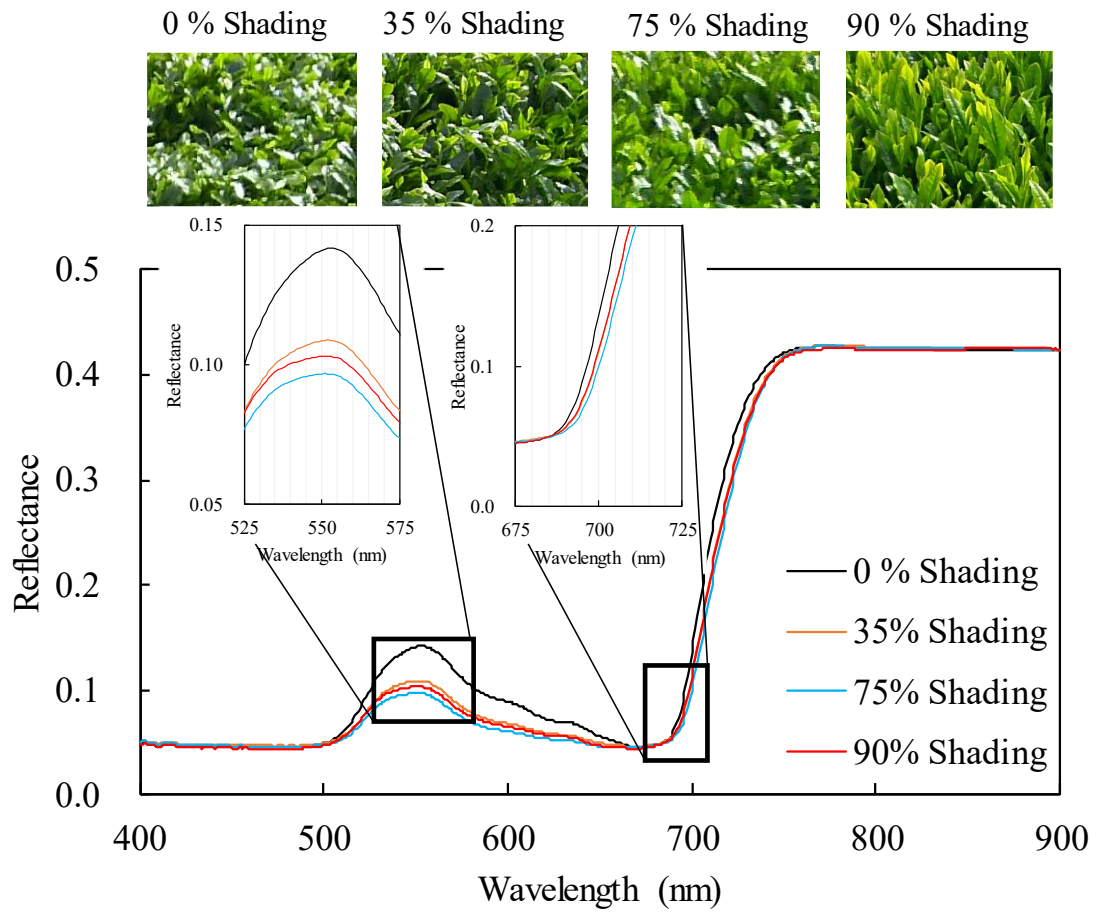 0 % Shading 35 % Shading 75 % Shading 90 % Shading
0.15
0.10
0.05
Reflectance
525 550 575
Wavelength (nm)
0.2
0.1
0.0
Reflectance
675 700 725
Wavelength (nm)
0.5
0.4
0.3
0.2
0.1
0.0
Reflectance
0 % Shading
35% Shading
75% Shading
90% Shading
400 500 600 700 800 900
Wavelength (nm)